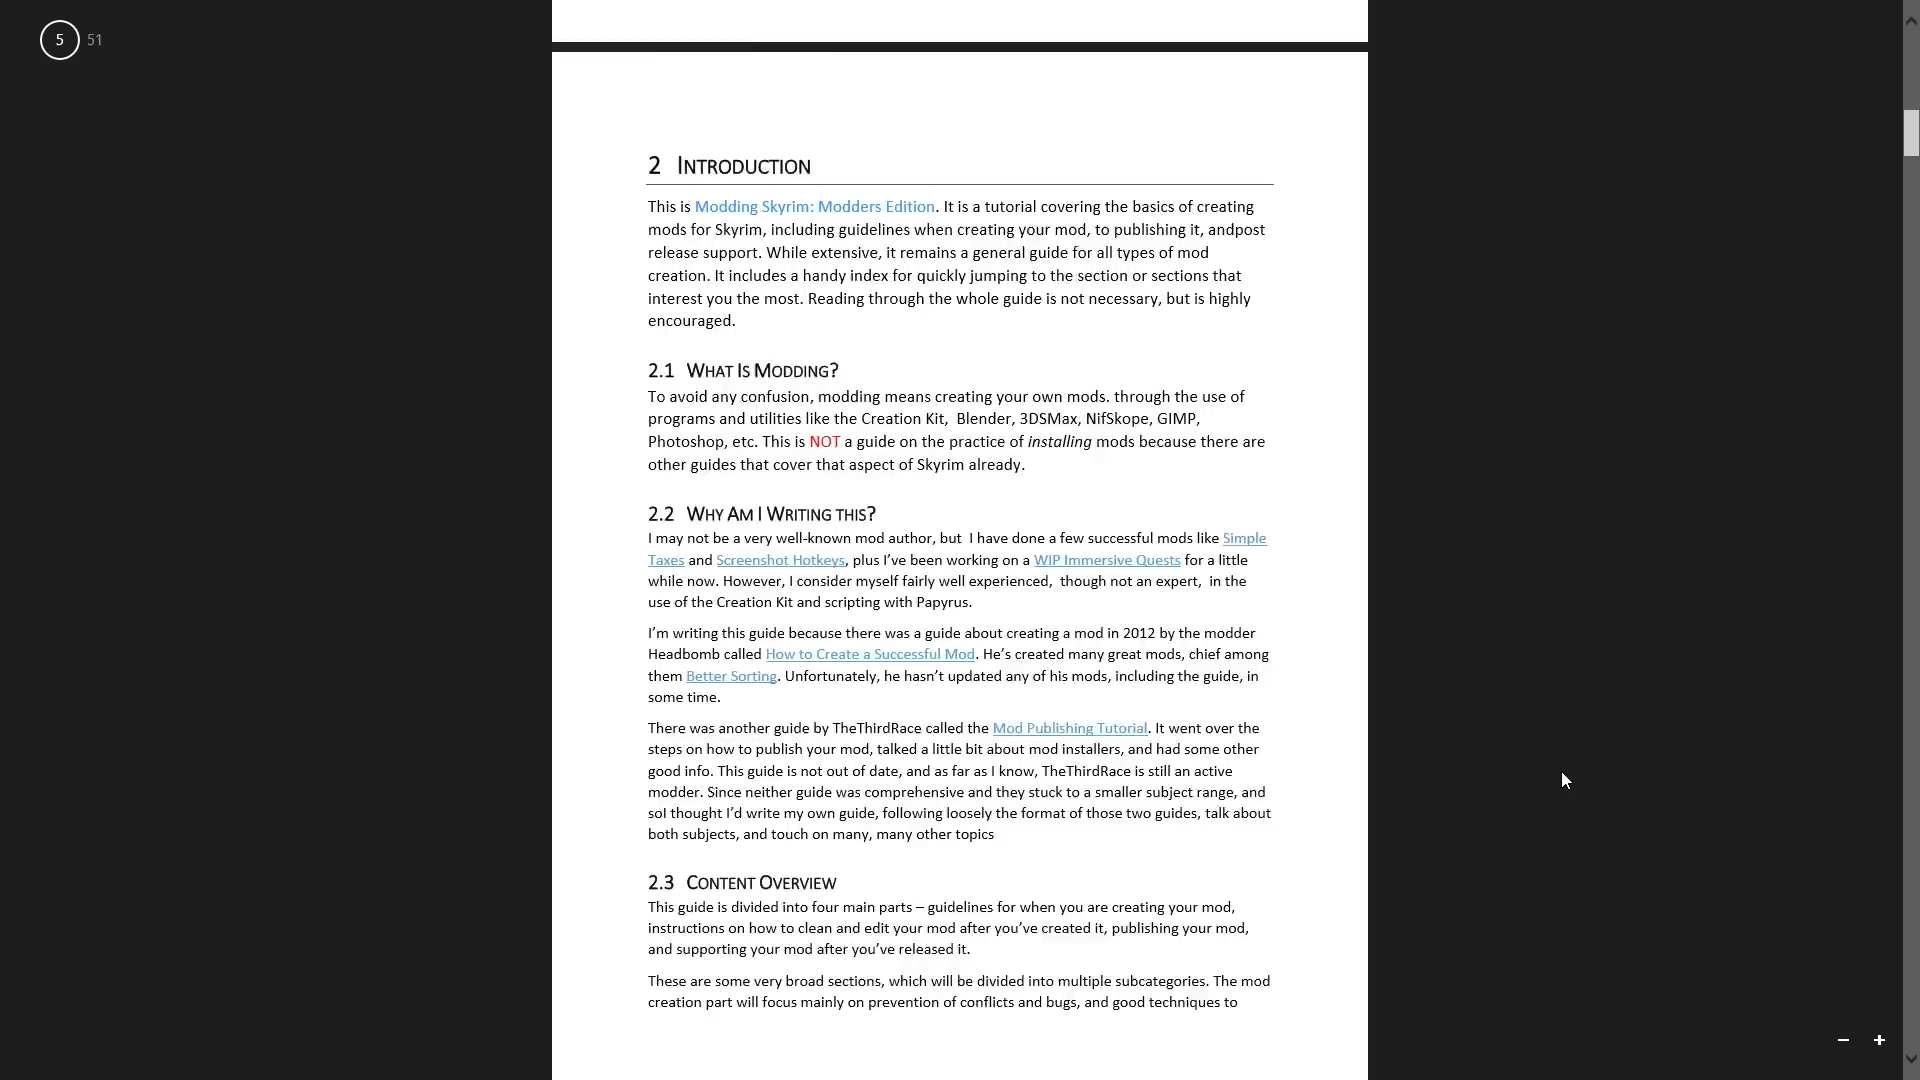 5 51
2 INTRODUCTION
This is Modding Skyrim: Modders Edition. It is a tutorial covering the basics of creating
mods for Skyrim, including guidelines when creating your mod, to publishing it, andpost
release support. While extensive, it remains a general guide for all types of mod
creation. It includes a handy index for quickly jumping to the section or sections that
interest you the most. Reading through the whole guide is not necessary, but is highly
encouraged.
2.1 WHAT IS MODDING?
To avoid any confusion, modding means creating your own mods. through the use of
programs and utilities like the Creation Kit,  Blender, 3DSMax, NifSkope, GIMP,
Photoshop, etc. This is NOT a guide on the practice of installing mods because there are
other guides that cover that aspect of Skyrim already.
2.2 WHY AM I WRITING THIS?
I may not be a very well-known mod author, but  I have done a few successful mods like Simple
Taxes and Screenshot Hotkeys, plus I’ve been working on a WIP Immersive Quests for a little
while now. However, I consider myself fairly well experienced,  though not an expert,  in the
use of the Creation Kit and scripting with Papyrus.
I’m writing this guide because there was a guide about creating a mod in 2012 by the modder
Headbomb called How to Create a Successful Mod. He’s created many great mods, chief among
them Better Sorting. Unfortunately, he hasn’t updated any of his mods, including the guide, in
some time.
There was another guide by TheThirdRace called the Mod Publishing Tutorial. It went over the
steps on how to publish your mod, talked a little bit about mod installers, and had some other
good info. This guide is not out of date, and as far as I know, TheThirdRace is still an active
modder. Since neither guide was comprehensive and they stuck to a smaller subject range, and
soI thought I’d write my own guide, following loosely the format of those two guides, talk about
both subjects, and touch on many, many other topics
2.3 CONTENT OVERVIEW
This guide is divided into four main parts – guidelines for when you are creating your mod,
instructions on how to clean and edit your mod after you’ve created it, publishing your mod,
and supporting your mod after you’ve released it.
These are some very broad sections, which will be divided into multiple subcategories. The mod
creation part will focus mainly on prevention of conflicts and bugs, and good techniques to